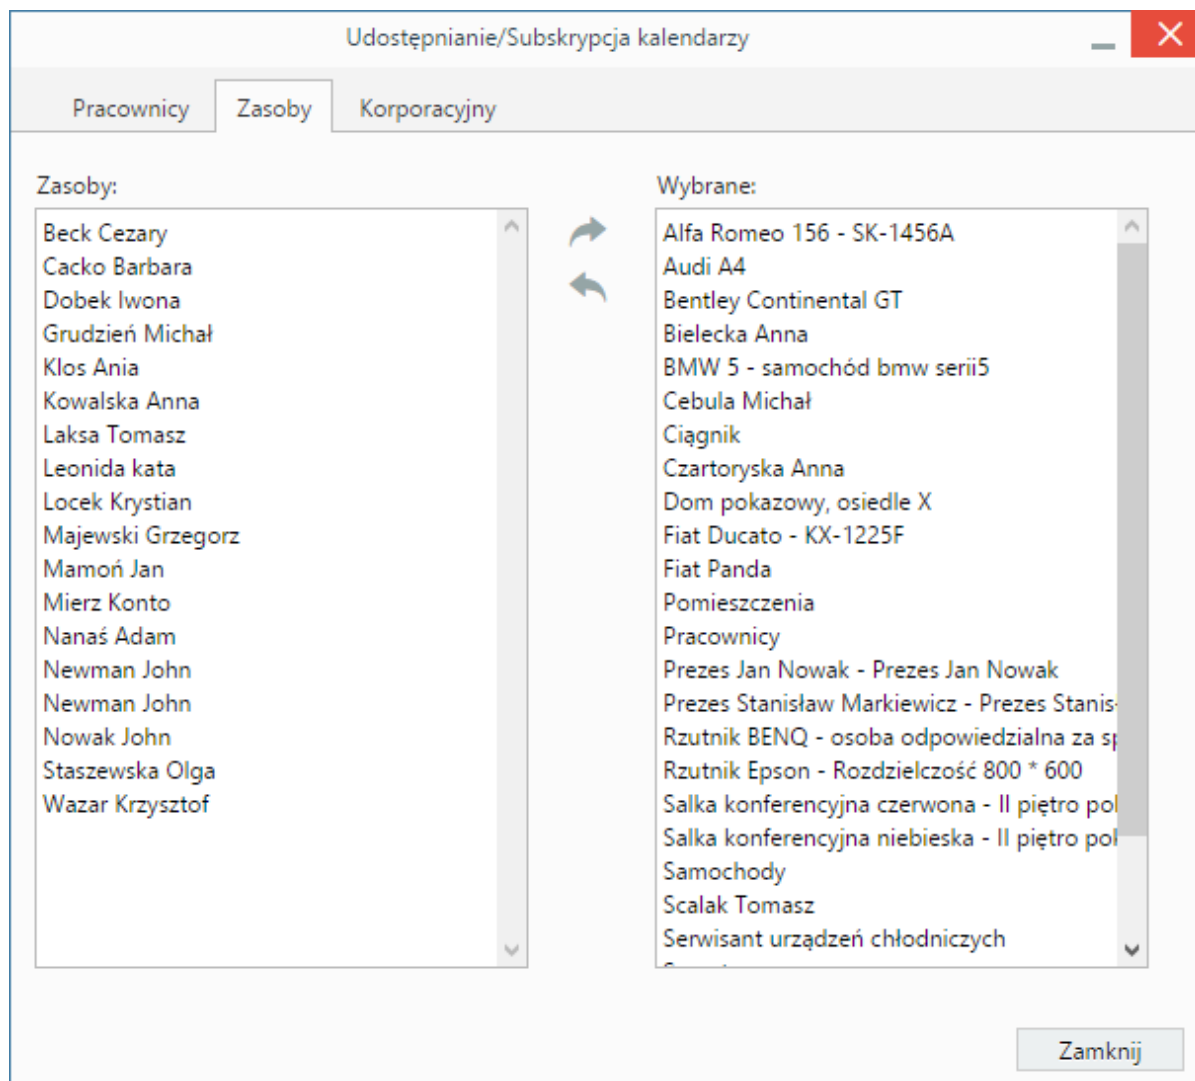 Udostępnianie/Subskrypcja kalendarzy
Pracownicy Zasoby Korporacyjny
Zasoby:
Beck Cezary
Cacko Barbara
Dobek Iwona
Grudzień Michał
Klos Ania
Kowalska Anna
Laksa Tomasz
Leonida kata
Locek Krystian
Majewski Grzegorz
Mamoń Jan
Mierz Konto
Nanaś Adam
Newman John
Newman John
Nowak John
Staszewska Olga
Wazar Krzysztof
Wybrane:
Alfa Romeo 156 - SK-1456A
Audi A4
Bentley Continental GT
Bielecka Anna
BMW 5 - samochód bmw serii5
Cebula Michał
Ciągnik
Czartoryska Anna
Dom pokazowy, osiedle X
Fiat Ducato - KX-1225F
Fiat Panda
Pomieszczenia
Pracownicy
Prezes Jan Nowak - Prezes Jan Nowak
Prezes Stanisław Markiewicz - Prezes Stanis
Rzutnik BENQ - osoba odpowiedzialna za sp
Rzutnik Epson - Rozdzielczość 800 * 600
Salka konferencyjna czerwona - II piętro pok
Salka konferencyjna niebieska - II piętro pok
Samochody
Scalak Tomasz
Serwisant urządzeń chłodniczych
Zamknij